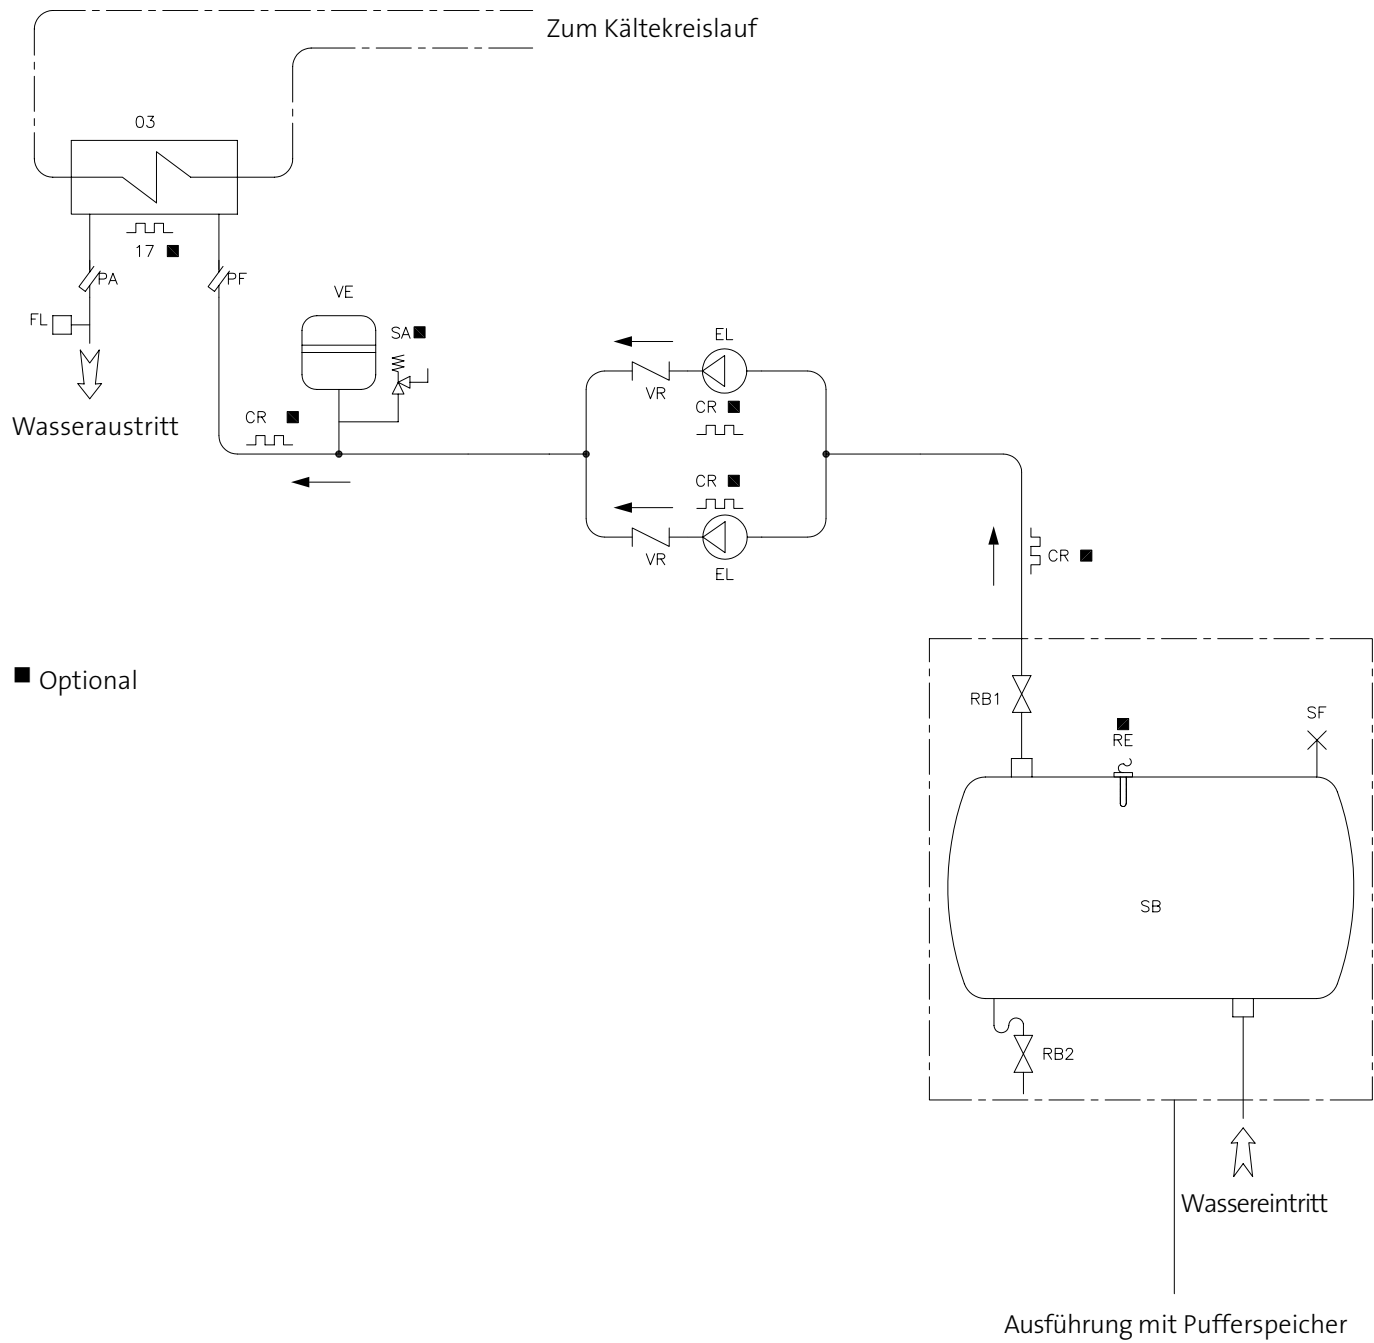 Zum Kältekreislauf
03
17 ■
PA
PF
FL
VE
SA ■
EL
Wasseraustritt
CR ■
VR
CR ■
CR ■
VR
EL
CR ■
■ Optional
RB1
■
RE
SF
SB
RB2
Wassereintritt
Ausführung mit Pufferspeicher